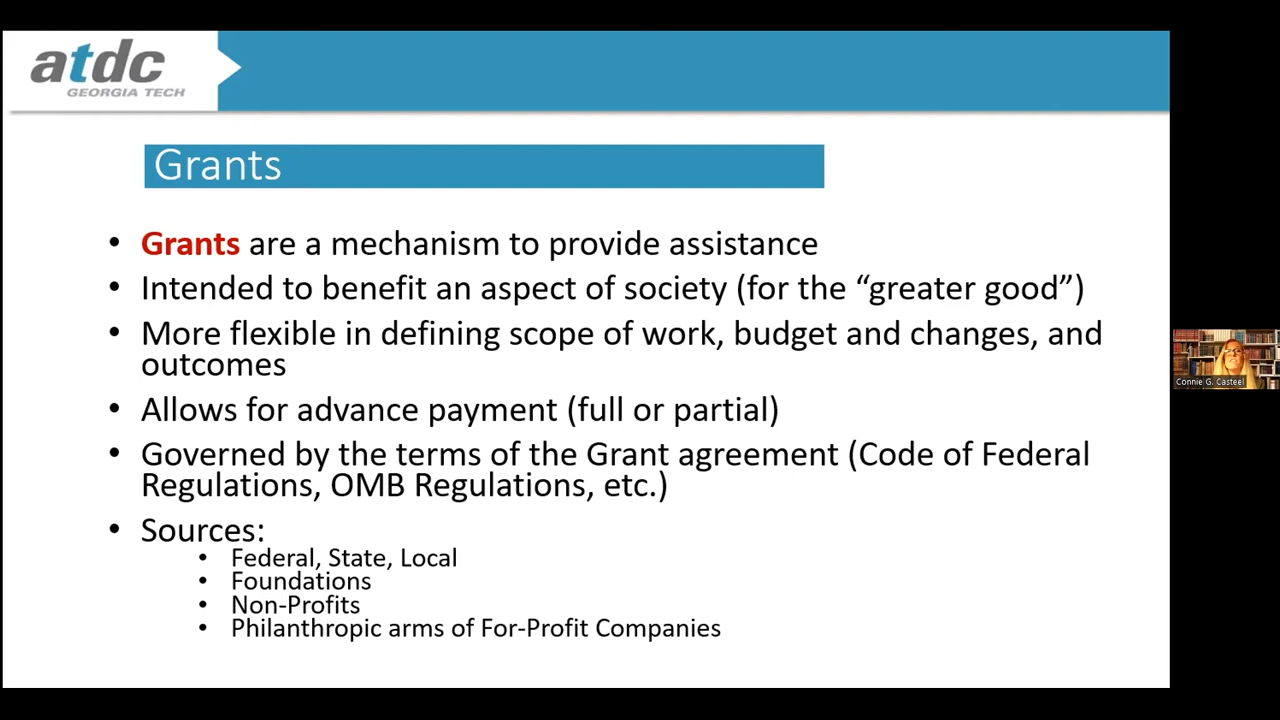 atdc
GEORGIA TECH
Grants
• Grants are a mechanism to provide assistance
• Intended to benefit an aspect of society (for the “greater good”)
• More flexible in defining scope of work, budget and changes, and
outcomes
• Allows for advance payment (full or partial)
• Governed by the terms of the Grant agreement (Code of Federal
Regulations, OMB Regulations, etc.)
• Sources:
• Federal, State, Local
• Foundations
• Non-Profits
• Philanthropic arms of For-Profit Companies
Connie G. Casteel